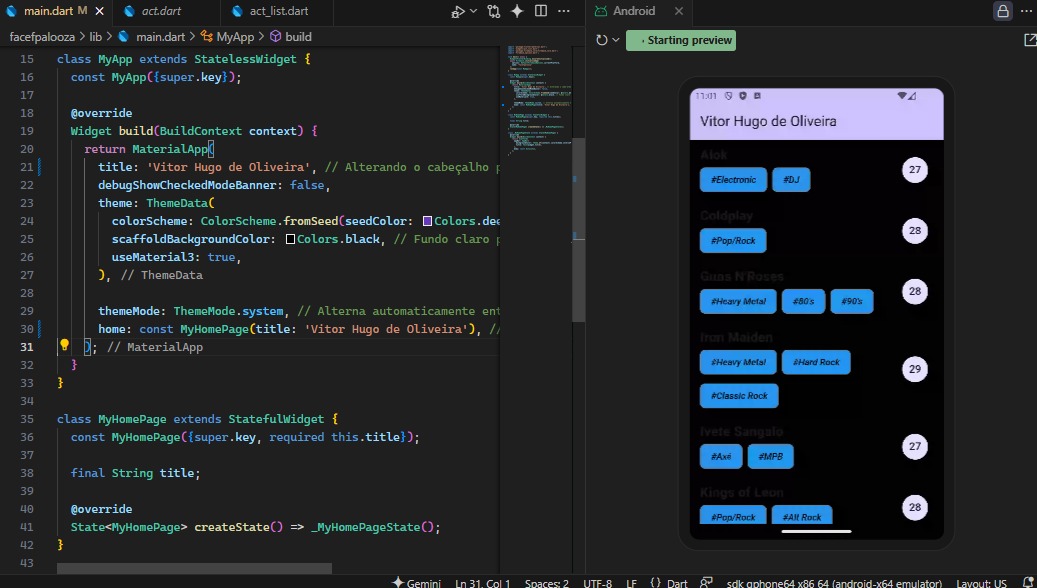 main.dart M
act.dart
act_list.dart
Android
facefpalooza > lib > main.dart > MyApp > build
Starting preview
15 class MyApp extends StatelessWidget {
16 const MyApp({super.key});
17
18 @override
19 Widget build(BuildContext context) {
20 return MaterialApp(
21 title: 'Vitor Hugo de Oliveira', // Alterando o cabeçalho p
22 debugShowCheckedModeBanner: false,
23 theme: ThemeData(
24 colorScheme: ColorScheme.fromSeed(seedColor: Colors.dee
25 scaffoldBackgroundColor: Colors.black, // Fundo claro p
26 useMaterial3: true,
27 ), // ThemeData
28
29 themeMode: ThemeMode.system, // Alterna automaticamente ent
30 home: const MyHomePage(title: 'Vitor Hugo de Oliveira'), //
31 ); // MaterialApp
32 }
33 }
34
35 class MyHomePage extends StatefulWidget {
36 const MyHomePage({super.key, required this.title});
37
38 final String title;
39
40 @override
41 State<MyHomePage> createState() => _MyHomePageState();
42 }
43
11:01
Vitor Hugo de Oliveira
Alok
#Electronic #DJ 27
Coldplay
#Pop/Rock 28
Guns N'Roses
#Heavy Metal #80's #90's 28
Iron Maiden
#Heavy Metal #Hard Rock 29
#Classic Rock
Ivete Sangalo
#Axé #MPB 27
Kings of Leon
#Pop/Rock #Alt Rock 28
Gemini Ln 31, Col 1 Spaces: 2 UTF-8 LF {} Dart sdk gphone64 x86 64 (android-x64 emulator) Layout: US